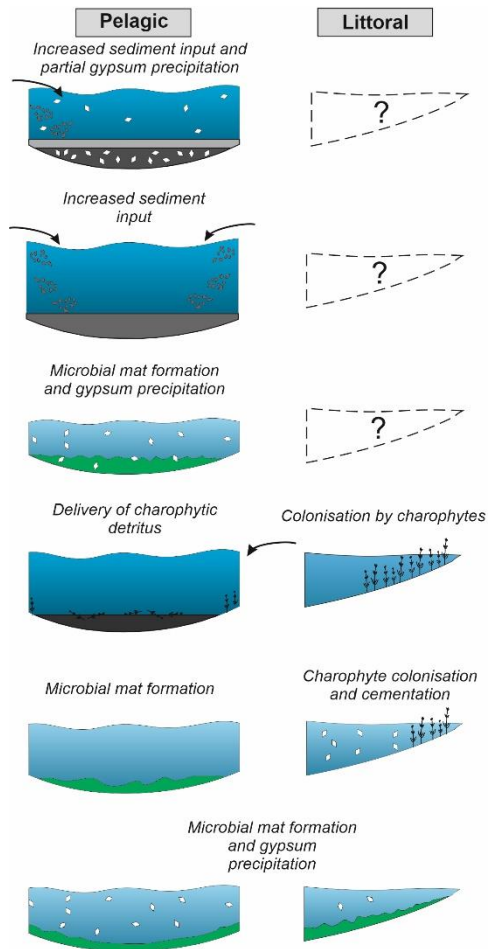 Pelagic
Littoral
Increased sediment input and
partial gypsum precipitation
?
Increased sediment
input
?
Microbial mat formation
and gypsum precipitation
?
Delivery of charophytic
detritus
Colonisation by charophytes
Microbial mat formation
Charophyte colonisation
and cementation
Microbial mat formation
and gypsum
precipitation